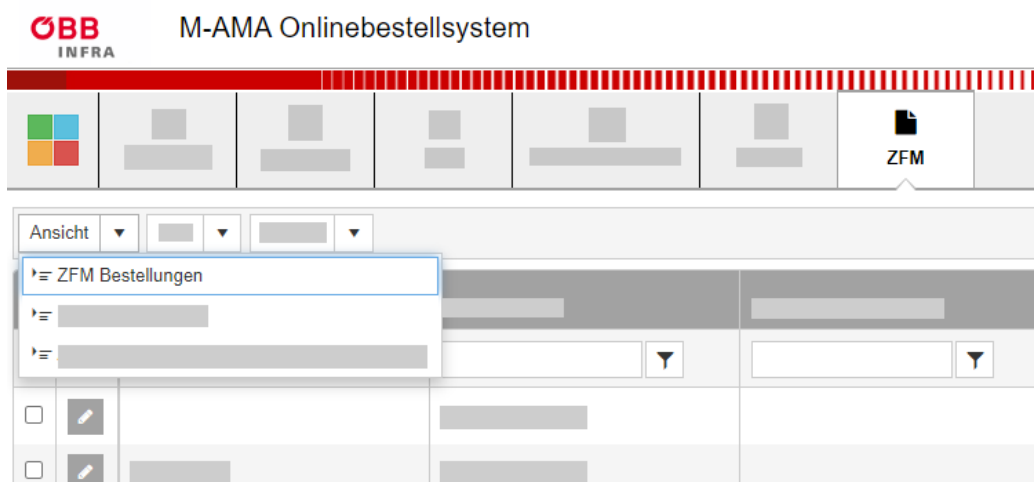 ÖBB
INFRA
M-AMA Onlinebestellsystem
ZFM
Ansicht
ZFM Bestellungen